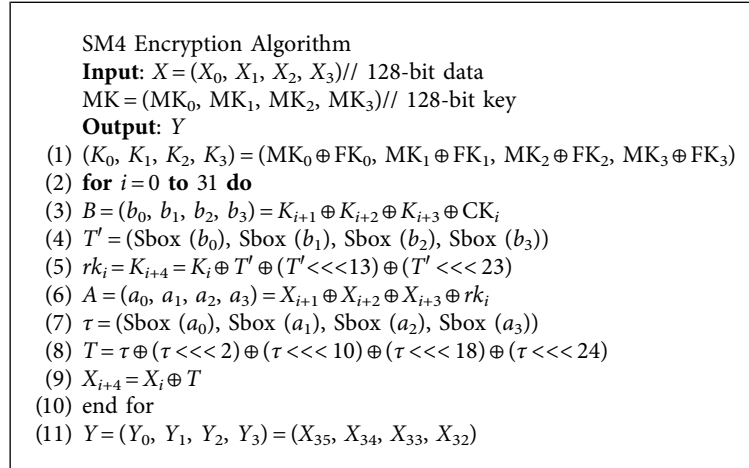 SM4 Encryption Algorithm
Input: X = (X₀, X₁, X₂, X₃)// 128-bit data
MK = (MK₀, MK₁, MK₂, MK₃)// 128-bit key
Output: Y
(1) (K₀, K₁, K₂, K₃) = (MK₀ ⊕ FK₀, MK₁ ⊕ FK₁, MK₂ ⊕ FK₂, MK₃ ⊕ FK₃)
(2) for i = 0 to 31 do
(3) B = (b₀, b₁, b₂, b₃) = Kᵢ₊₁ ⊕ Kᵢ₊₂ ⊕ Kᵢ₊₃ ⊕ CKᵢ
(4) T′ = (Sbox (b₀), Sbox (b₁), Sbox (b₂), Sbox (b₃))
(5) rkᵢ = Kᵢ₊₄ = Kᵢ ⊕ T′ ⊕ (T′ <<<13) ⊕ (T′ <<< 23)
(6) A = (a₀, a₁, a₂, a₃) = Xᵢ₊₁ ⊕ Xᵢ₊₂ ⊕ Xᵢ₊₃ ⊕ rkᵢ
(7) τ = (Sbox (a₀), Sbox (a₁), Sbox (a₂), Sbox (a₃))
(8) T = τ ⊕ (τ <<< 2) ⊕ (τ <<< 10) ⊕ (τ <<< 18) ⊕ (τ <<< 24)
(9) Xᵢ₊₄ = Xᵢ ⊕ T
(10) end for
(11) Y = (Y₀, Y₁, Y₂, Y₃) = (X₃₅, X₃₄, X₃₃, X₃₂)